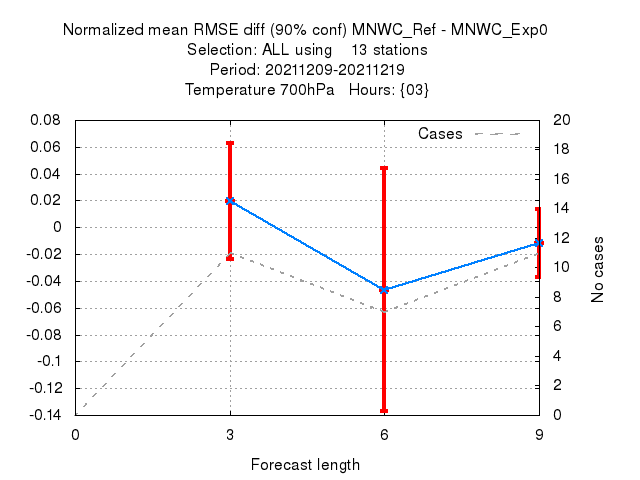 Normalized mean RMSE diff (90% conf) MNWC_Ref - MNWC_Exp0
Selection: ALL using    13 stations
Period: 20211209-20211219
Temperature 700hPa   Hours: {03}
Cases
0.08
0.06
0.04
0.02
0
-0.02
-0.04
-0.06
-0.08
-0.1
-0.12
-0.14
20
18
16
14
12
10
8
6
4
2
0
No cases
0 3 6 9
Forecast length